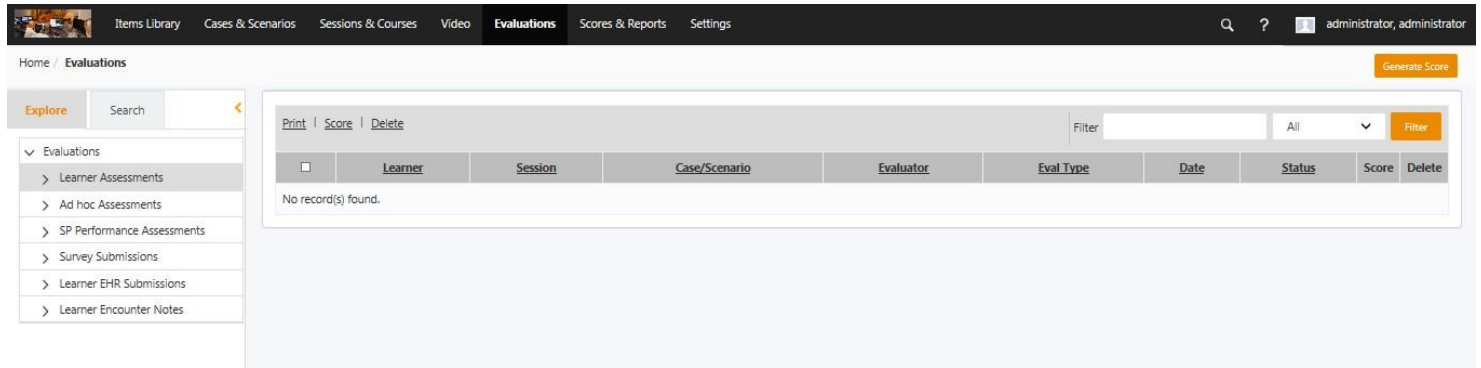 Items Library Cases & Scenarios Sessions & Courses Video Evaluations Scores & Reports Settings ? administrator, administrator
Home / Evaluations Generate Score
Explore Search
Print | Score | Delete Filter All Filter
Evaluations
Learner Assessments
Ad hoc Assessments
SP Performance Assessments
Survey Submissions
Learner EHR Submissions
Learner Encounter Notes
Learner Session Case/Scenario Evaluator Eval Type Date Status Score Delete
No record(s) found.